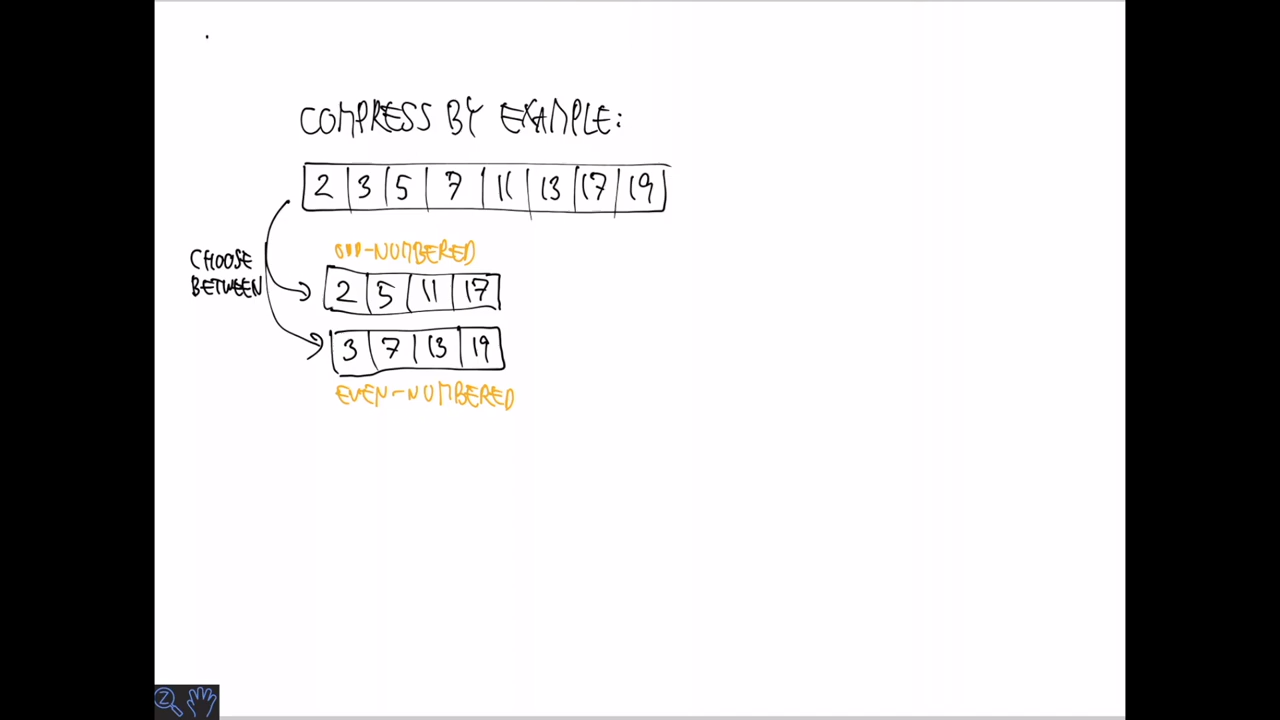 COMPRESS BY EXAMPLE:
2 3 5 7 11 13 17 19
CHOOSE
BETWEEN
ODD-NUMBERED
2 5 11 17
3 7 13 19
EVEN-NUMBERED
Z